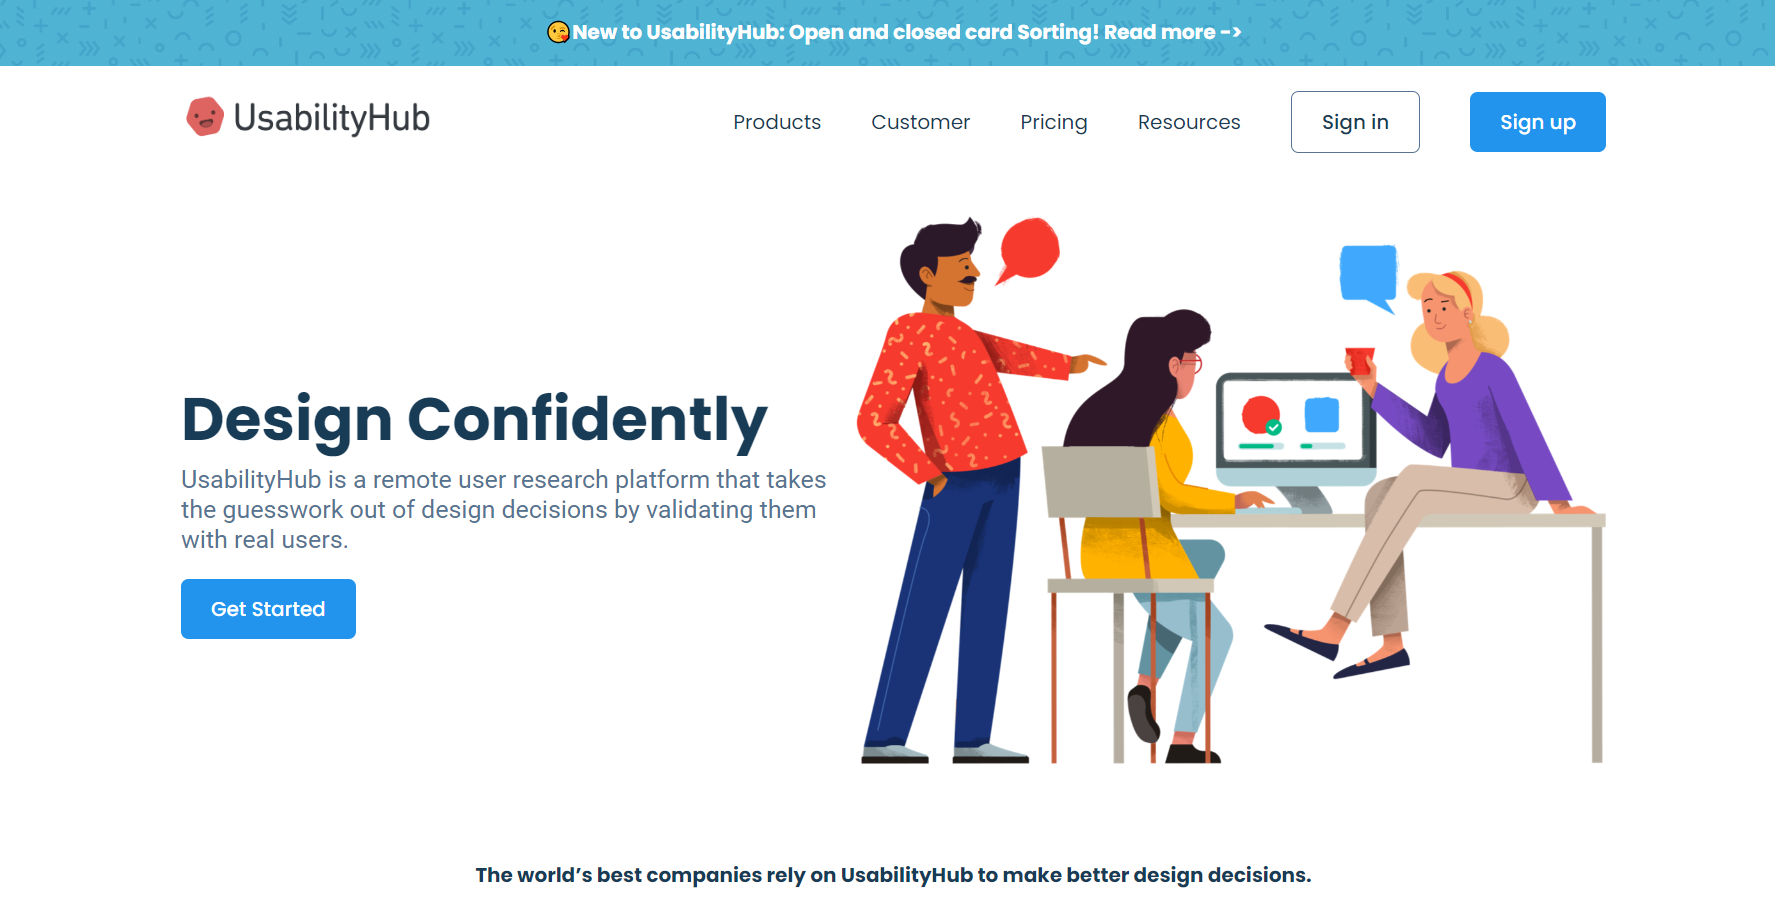 😘New to UsabilityHub: Open and closed card Sorting! Read more ->
UsabilityHub
Products
Customer
Pricing
Resources
Sign in
Sign up
Design Confidently
UsabilityHub is a remote user research platform that takes
the guesswork out of design decisions by validating them
with real users.
Get Started
The world’s best companies rely on UsabilityHub to make better design decisions.